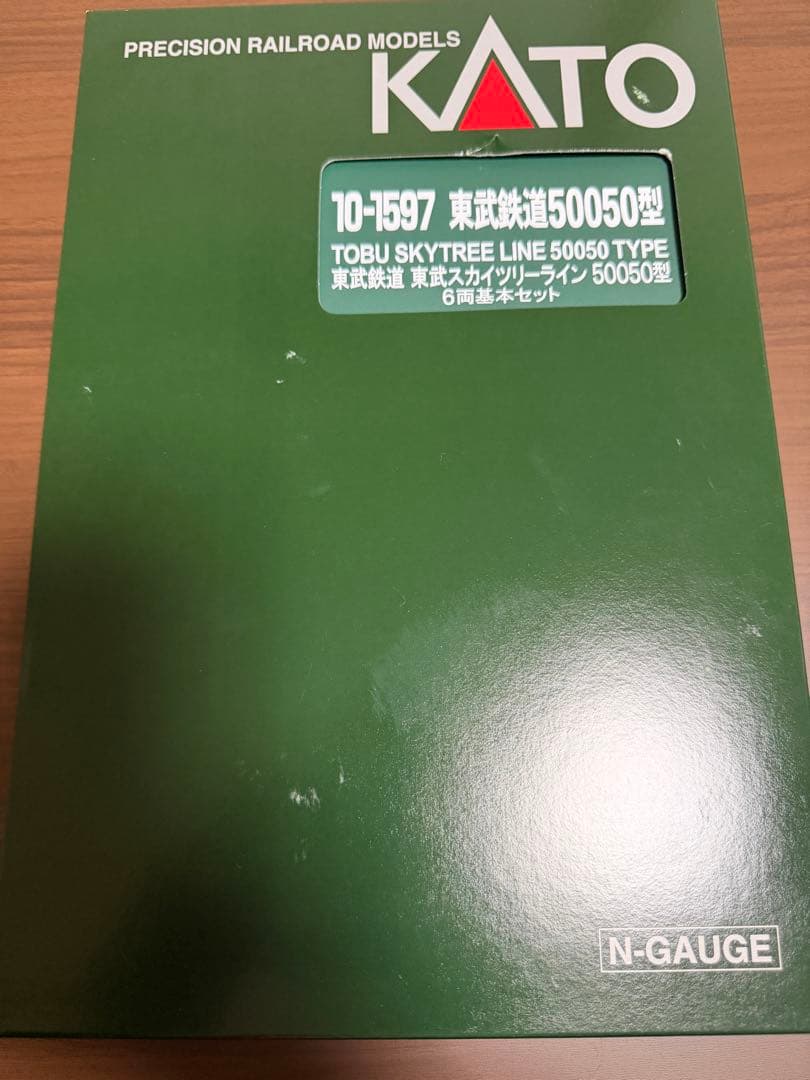 PRECISION RAILROAD MODELS
KATO
10-1597 東武鉄道50050型
TOBU SKYTREE LINE 50050 TYPE
東武鉄道 東武スカイツリーライン 50050型
6両基本セット
N-GAUGE